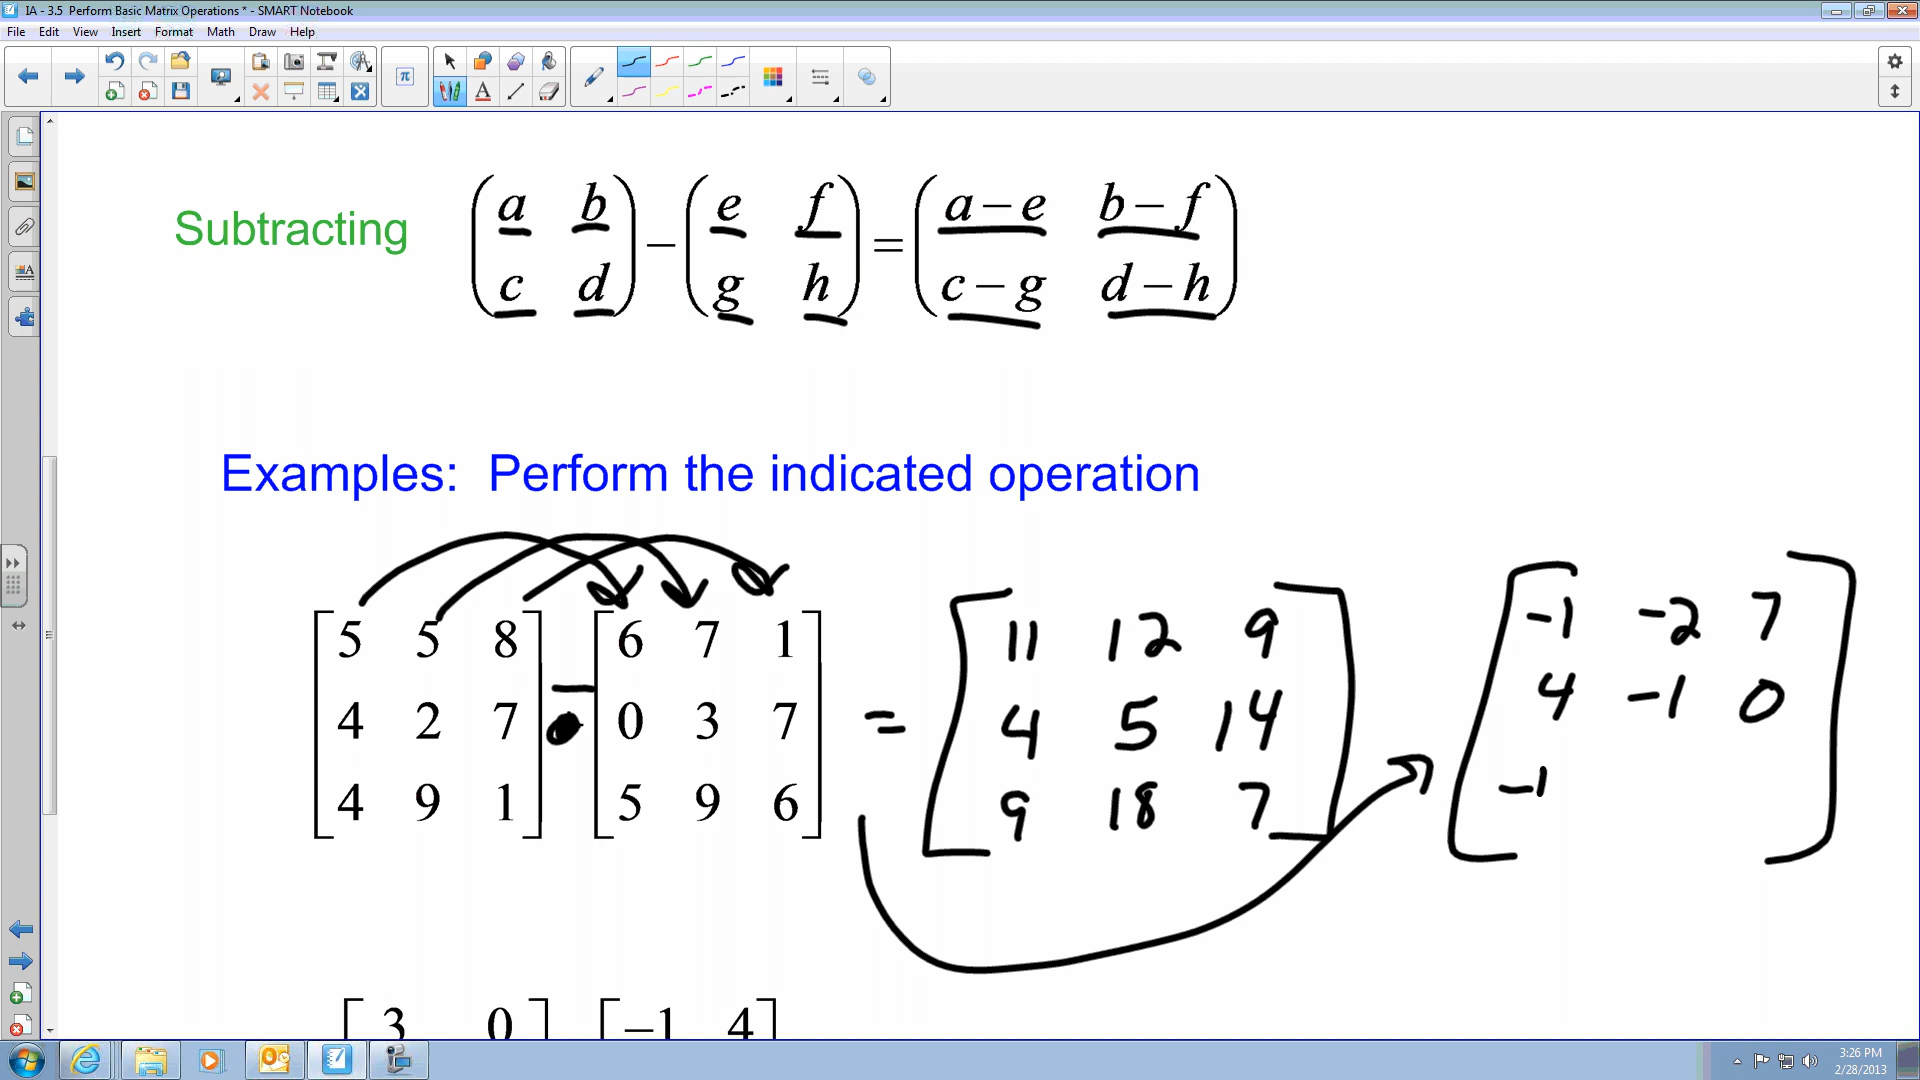 IA - 3.5 Perform Basic Matrix Operations * - SMART Notebook
File Edit View Insert Format Math Draw Help
Subtracting
(a b) − (e f) = (a − e b − f)
(c d) (g h) (c − g d − h)
Examples: Perform the indicated operation
[5 5 8] − [6 7 1] [11 12 9] [-1 -2 7]
[4 2 7] [0 3 7] = [4 5 14] [4 -1 0]
[4 9 1] [5 9 6] [9 18 7] [-1]
[3 0] [−1 4]
3:26 PM
2/28/2013